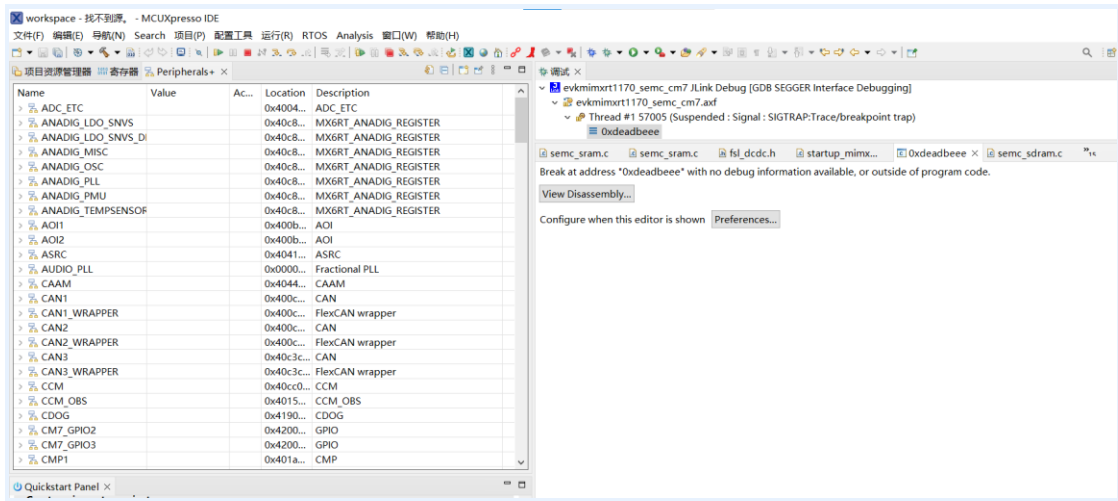 workspace - 找不到源。 - MCUXpresso IDE
文件(F) 编辑(E) 导航(N) Search 项目(P) 配置工具 运行(R) RTOS Analysis 窗口(W) 帮助(H)
项目资源管理器 寄存器 Peripherals+
Name Value Ac... Location Description
ADC_ETC 0x4004... ADC_ETC
ANADIG_LDO_SNVS 0x40c8... MX6RT_ANADIG_REGISTER
ANADIG_LDO_SNVS_DI 0x40c8... MX6RT_ANADIG_REGISTER
ANADIG_MISC 0x40c8... MX6RT_ANADIG_REGISTER
ANADIG_OSC 0x40c8... MX6RT_ANADIG_REGISTER
ANADIG_PLL 0x40c8... MX6RT_ANADIG_REGISTER
ANADIG_PMU 0x40c8... MX6RT_ANADIG_REGISTER
ANADIG_TEMPSENSOR 0x40c8... MX6RT_ANADIG_REGISTER
AOI1 0x400b... AOI
AOI2 0x400b... AOI
ASRC 0x4041... ASRC
AUDIO_PLL 0x0000... Fractional PLL
CAAM 0x4044... CAAM
CAN1 0x400c... CAN
CAN1_WRAPPER 0x400c... FlexCAN wrapper
CAN2 0x400c... CAN
CAN2_WRAPPER 0x400c... FlexCAN wrapper
CAN3 0x40c3c... CAN
CAN3_WRAPPER 0x40c3c... FlexCAN wrapper
CCM 0x40cc0... CCM
CCM_OBS 0x4015... CCM_OBS
CDOG 0x4190... CDOG
CM7_GPIO2 0x4200... GPIO
CM7_GPIO3 0x4200... GPIO
CMP1 0x401a... CMP
Quickstart Panel
调试
evkmimxrt1170_semc_cm7 JLink Debug [GDB SEGGER Interface Debugging]
evkmimxrt1170_semc_cm7.axf
Thread #1 57005 (Suspended : Signal : SIGTRAP:Trace/breakpoint trap)
0xdeadbeee
semc_sram.c semc_sram.c fsl_dcdc.h startup_mimx... 0xdeadbeee semc_sdram.c »15
Break at address "0xdeadbeee" with no debug information available, or outside of program code.
View Disassembly...
Configure when this editor is shown Preferences...